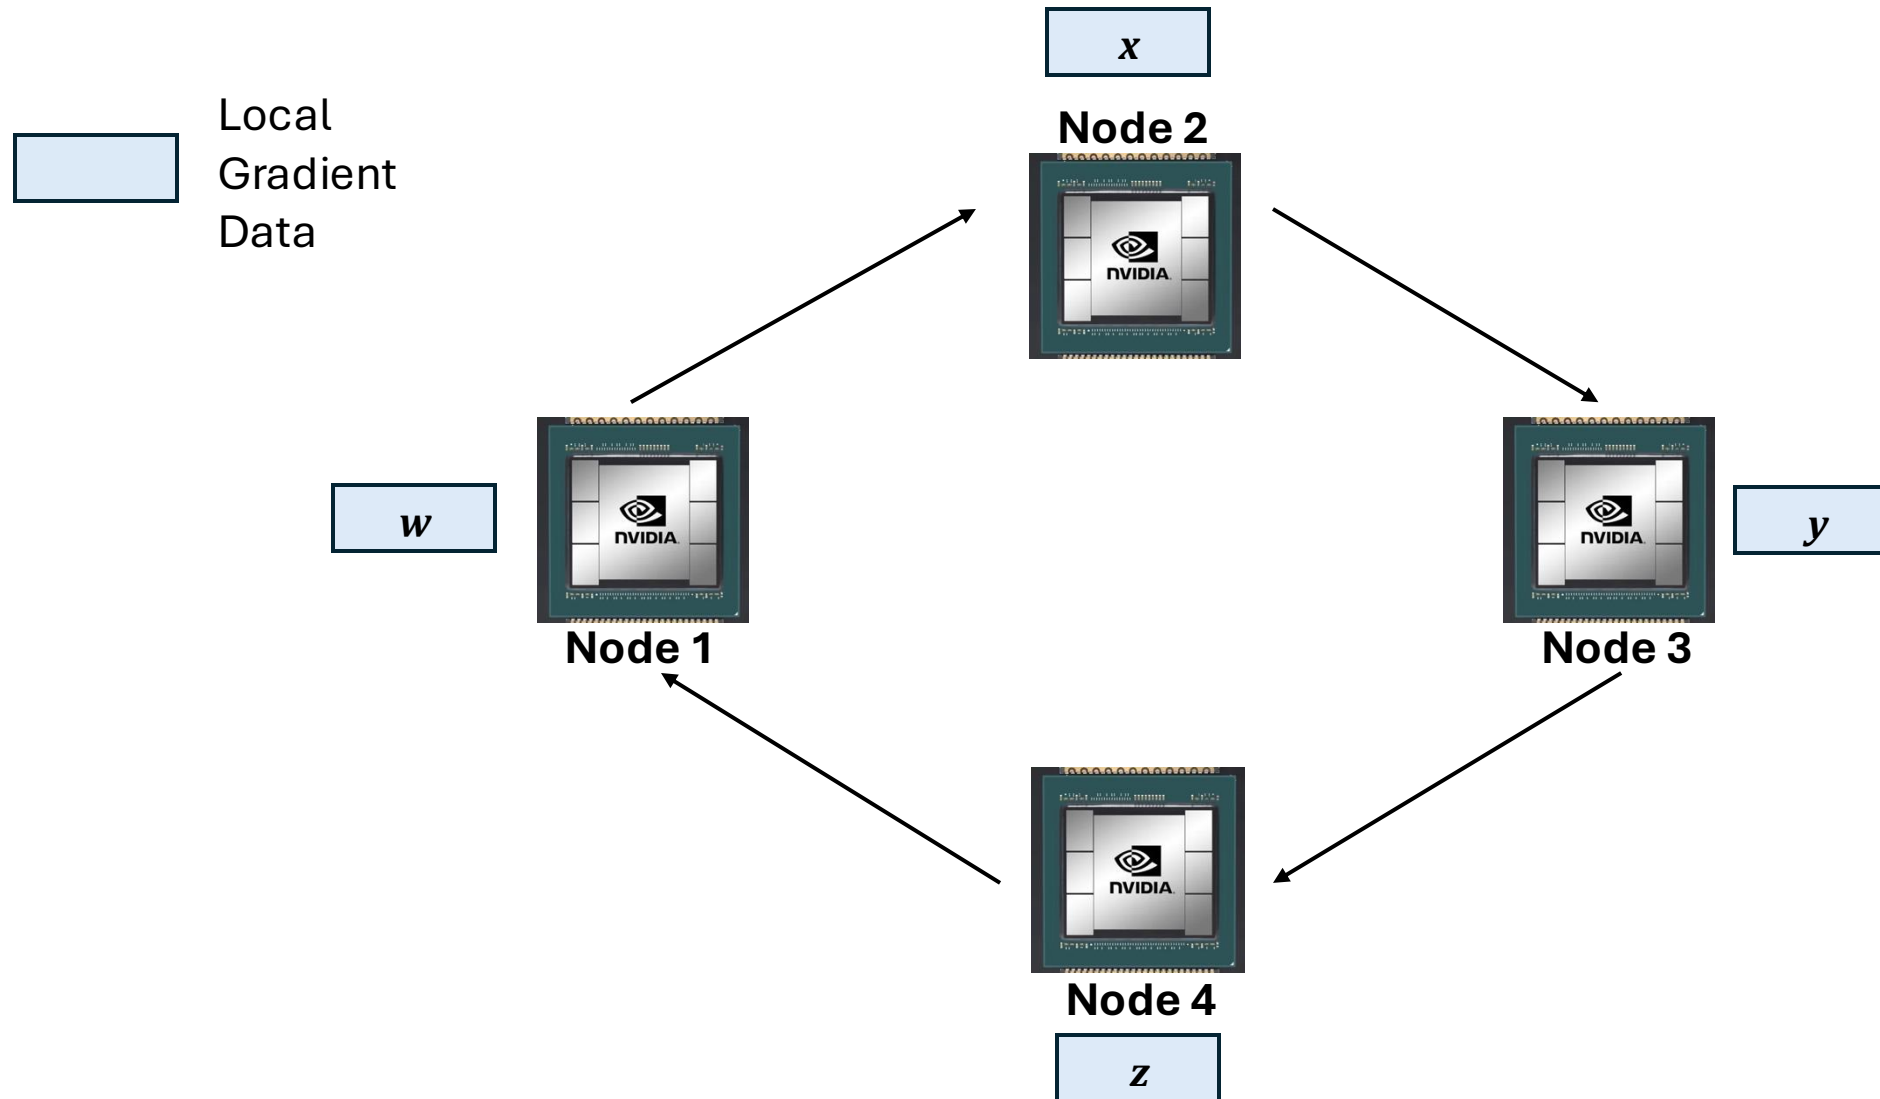 x
Node 2
Local
Gradient
Data
NVIDIA
w
NVIDIA
NVIDIA
y
Node 1
Node 3
NVIDIA
Node 4
z